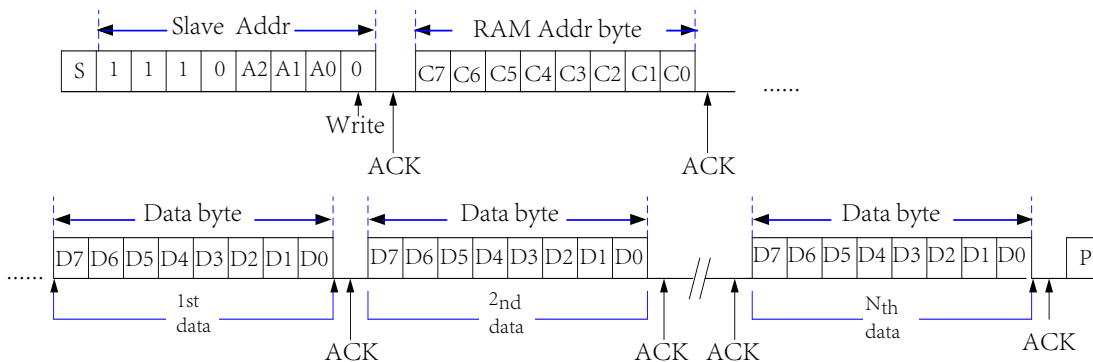 Slave Addr RAM Addr byte
S 1 1 1 0 A2 A1 A0 0 C7 C6 C5 C4 C3 C2 C1 C0
......
Write
ACK ACK
Data byte Data byte Data byte
...... D7 D6 D5 D4 D3 D2 D1 D0 D7 D6 D5 D4 D3 D2 D1 D0 // D7 D6 D5 D4 D3 D2 D1 D0 P
1st 2nd Nth
data data data
ACK ACK ACK ACK